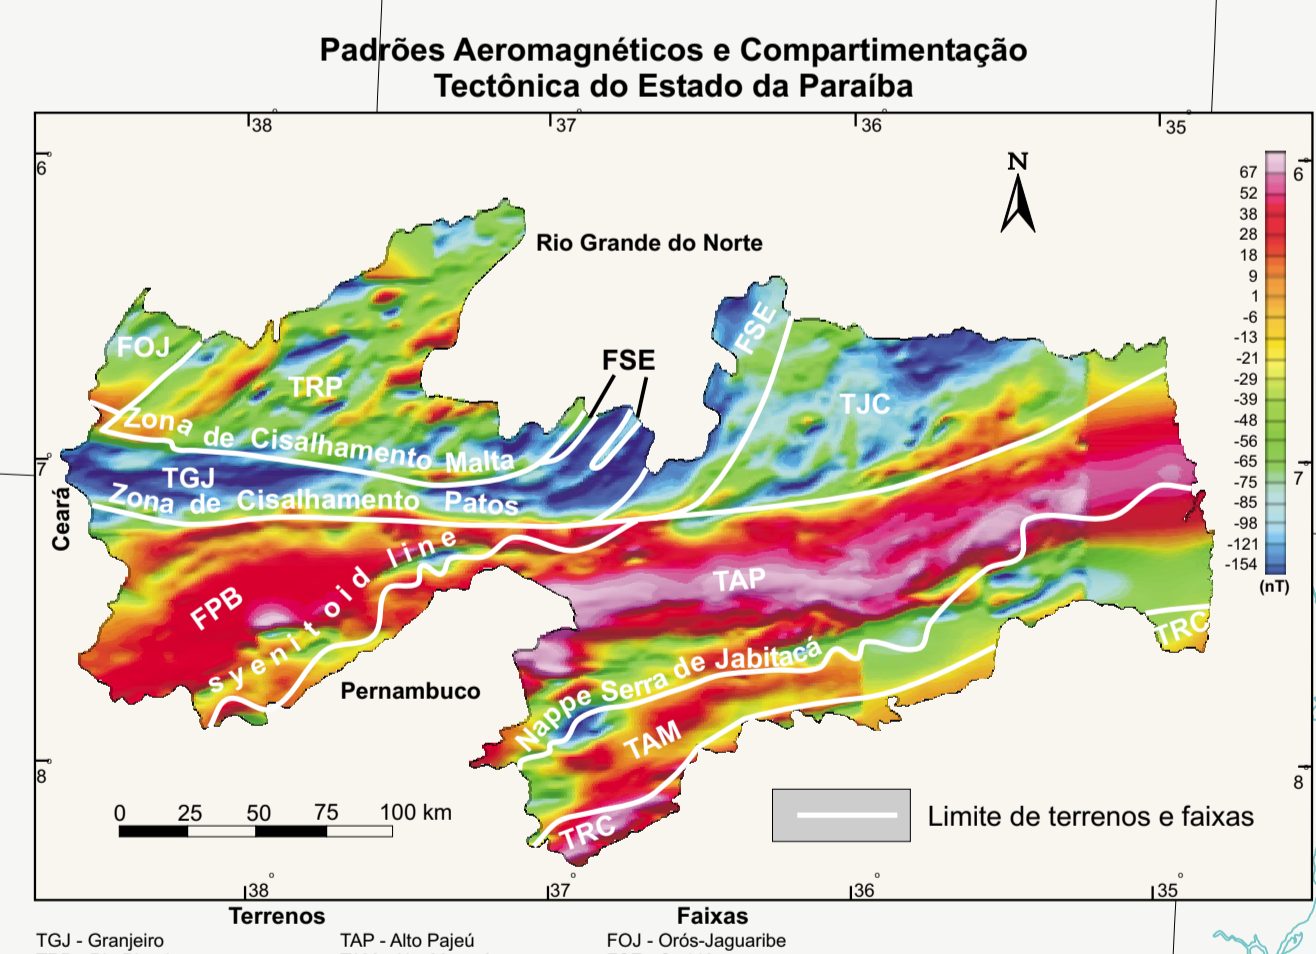 Padrões Aeromagnéticos e Compartimentação
Tectônica do Estado da Paraíba
38° 37° 36° 35°
6° 6°
N
67
52
38
28
18
9
1
-6
-13
-21
-29
-39
-48
-56
-65
-75
-85
-98
-121
-154
(nT)
Rio Grande do Norte
FOJ
TRP
FSE
FSE
TJC
Zona de Cisalhamento Malta
7° 7
TGJ
Zona de Cisalhamento Patos
Ceará
syenitoid line
FPB
TAP
TRC
Nappe Serra de Jabitacá
Pernambuco
TAM
TRC
8° 8
0 25 50 75 100 km
Limite de terrenos e faixas
38° 37° 36° 35°
Terrenos Faixas
TGJ - Granjeiro TAP - Alto Pajeú FOJ - Orós-Jaguaribe